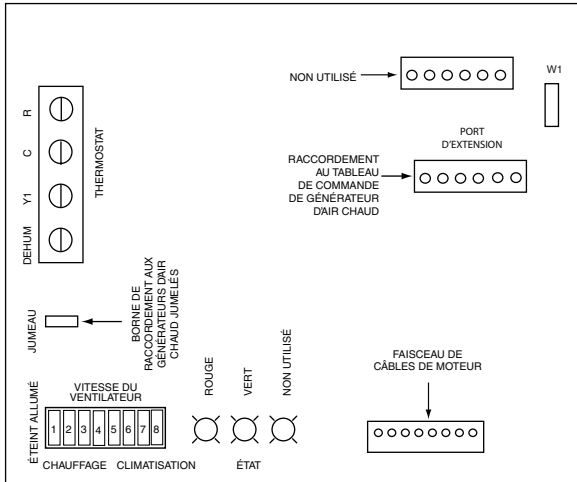 NON UTILISÉ
W1
PORT
D'EXTENSION
RACCORDEMENT
AU TABLEAU
DE COMMANDE
DE GÉNÉRATEUR
D'AIR CHAUD
R
C
Y1
DEHUM
THERMOSTAT
JUMEAU
BORNE DE
RACCORDEMENT AUX
GÉNÉRATEURS D'AIR
CHAUD JUMELÉS
ÉTEINT ALLUMÉ
VITESSE DU
VENTILATEUR
1 2 3 4 5 6 7 8
CHAUFFAGE CLIMATISATION
ROUGE
VERT
NON UTILISÉ
ÉTAT
FAISCEAU DE
CÂBLES DE MOTEUR